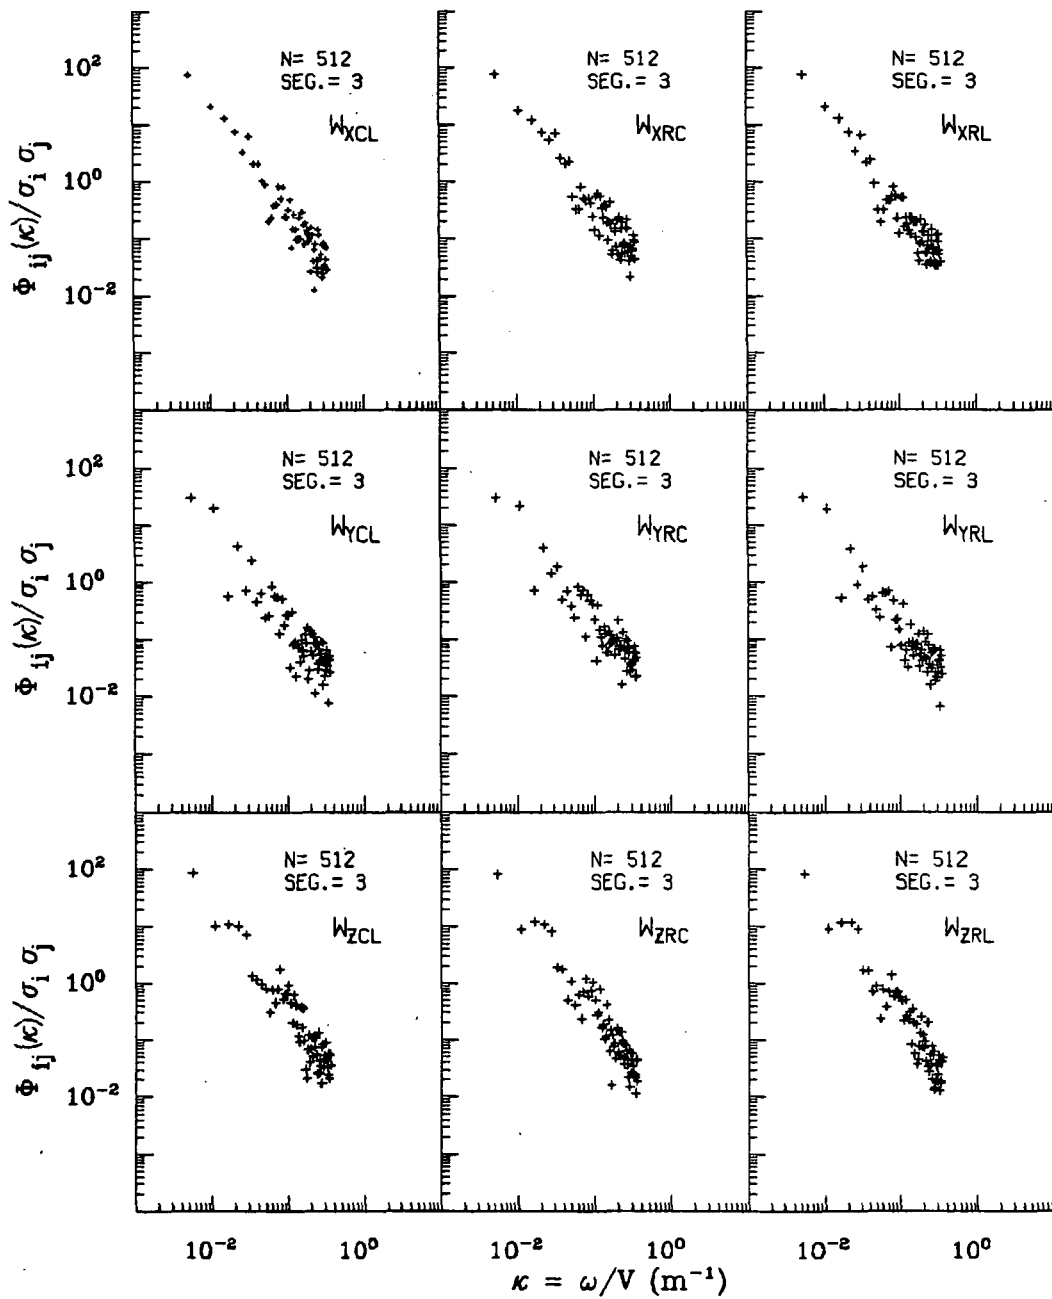 N= 512
SEG.= 3
W_XCL
N= 512
SEG.= 3
W_XRC
N= 512
SEG.= 3
W_XRL
10²
10⁰
10⁻²
Φ_ij(κ)/σ_i σ_j
N= 512
SEG.= 3
W_YCL
N= 512
SEG.= 3
W_YRC
N= 512
SEG.= 3
W_YRL
10²
10⁰
10⁻²
Φ_ij(κ)/σ_i σ_j
N= 512
SEG.= 3
W_ZCL
N= 512
SEG.= 3
W_ZRC
N= 512
SEG.= 3
W_ZRL
10²
10⁰
10⁻²
Φ_ij(κ)/σ_i σ_j
10⁻² 10⁰ 10⁻² 10⁰ 10⁻² 10⁰
κ = ω/V (m⁻¹)